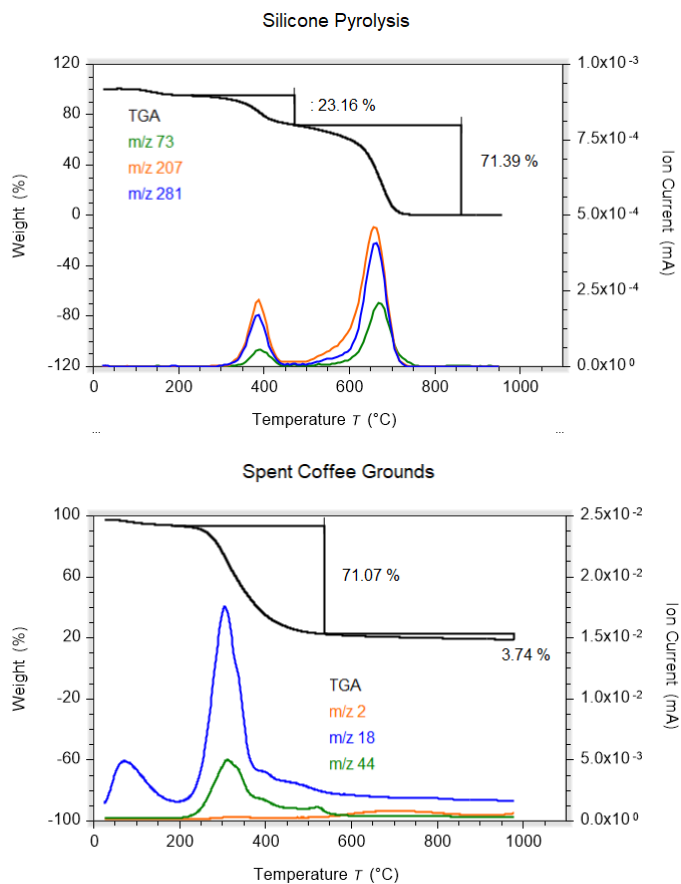 Silicone Pyrolysis
120
80
40
0
-40
-80
-120
Weight (%)
1.0x10⁻³
7.5x10⁻⁴
5.0x10⁻⁴
2.5x10⁻⁴
0.0x10⁰
Ion Current (mA)
: 23.16 %
71.39 %
TGA
m/z 73
m/z 207
m/z 281
0 200 400 600 800 1000
Temperature T (°C)
... ...
Spent Coffee Grounds
100
60
20
-20
-60
-100
Weight (%)
2.5x10⁻²
2.0x10⁻²
1.5x10⁻²
1.0x10⁻²
5.0x10⁻³
0.0x10⁰
Ion Current (mA)
71.07 %
3.74 %
TGA
m/z 2
m/z 18
m/z 44
0 200 400 600 800 1000
Temperature T (°C)